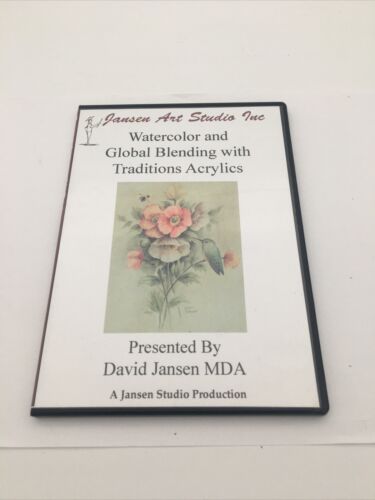 Jansen Art Studio Inc
Watercolor and
Global Blending with
Traditions Acrylics
Presented By
David Jansen MDA
A Jansen Studio Production